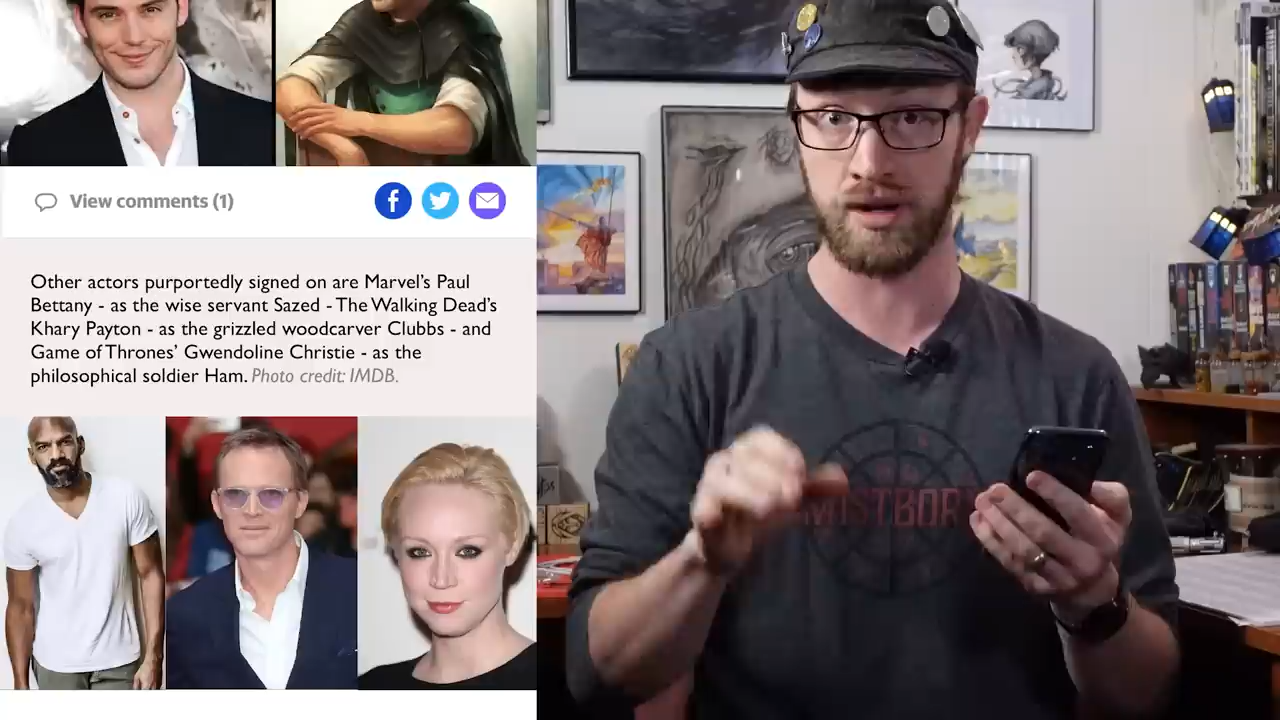 View comments (1)
Other actors purportedly signed on are Marvel’s Paul
Bettany - as the wise servant Sazed - The Walking Dead’s
Khary Payton - as the grizzled woodcarver Clubbs - and
Game of Thrones’ Gwendoline Christie - as the
philosophical soldier Ham. Photo credit: IMDB.
MISTBOR